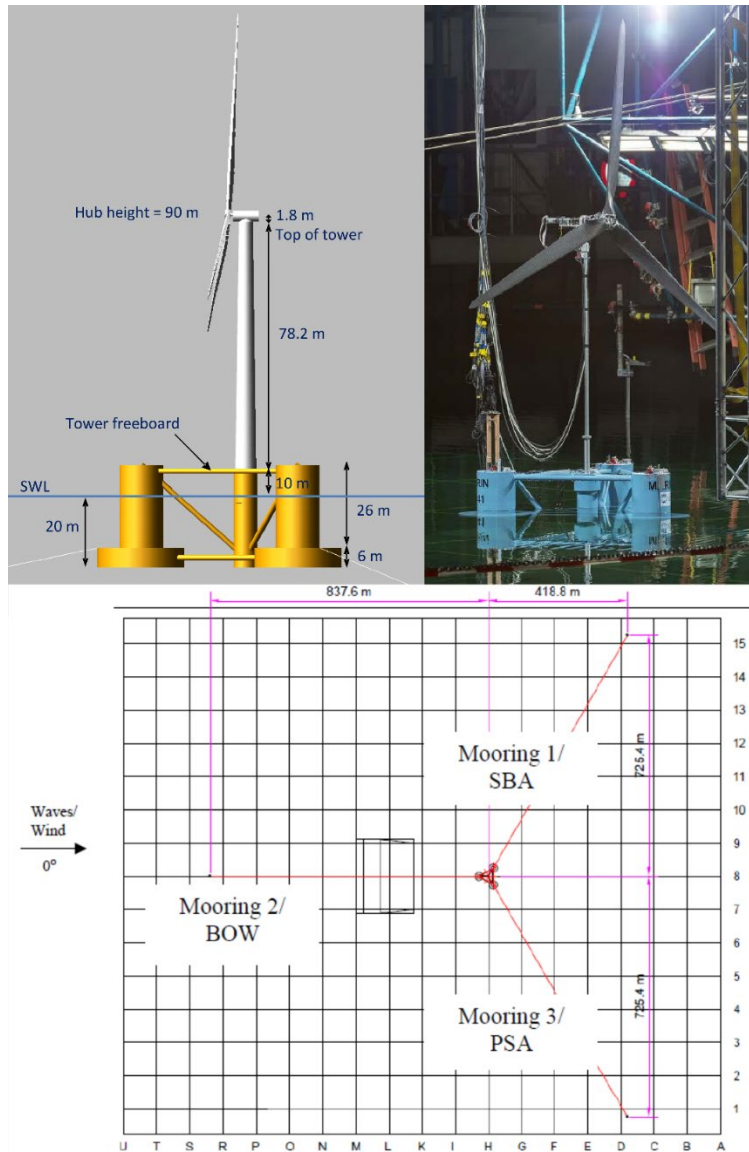 Hub height = 90 m
1.8 m
Top of tower
78.2 m
Tower freeboard
SWL
10 m
20 m
26 m
6 m
RIN
41
M
837.6 m
418.8 m
15
14
13
12
11
10
9
8
7
6
5
4
3
2
1
725.4 m
725.4 m
Mooring 1/
SBA
Waves/
Wind
0°
Mooring 2/
BOW
Mooring 3/
PSA
U T S R P O N M L K I H G F E D C B A